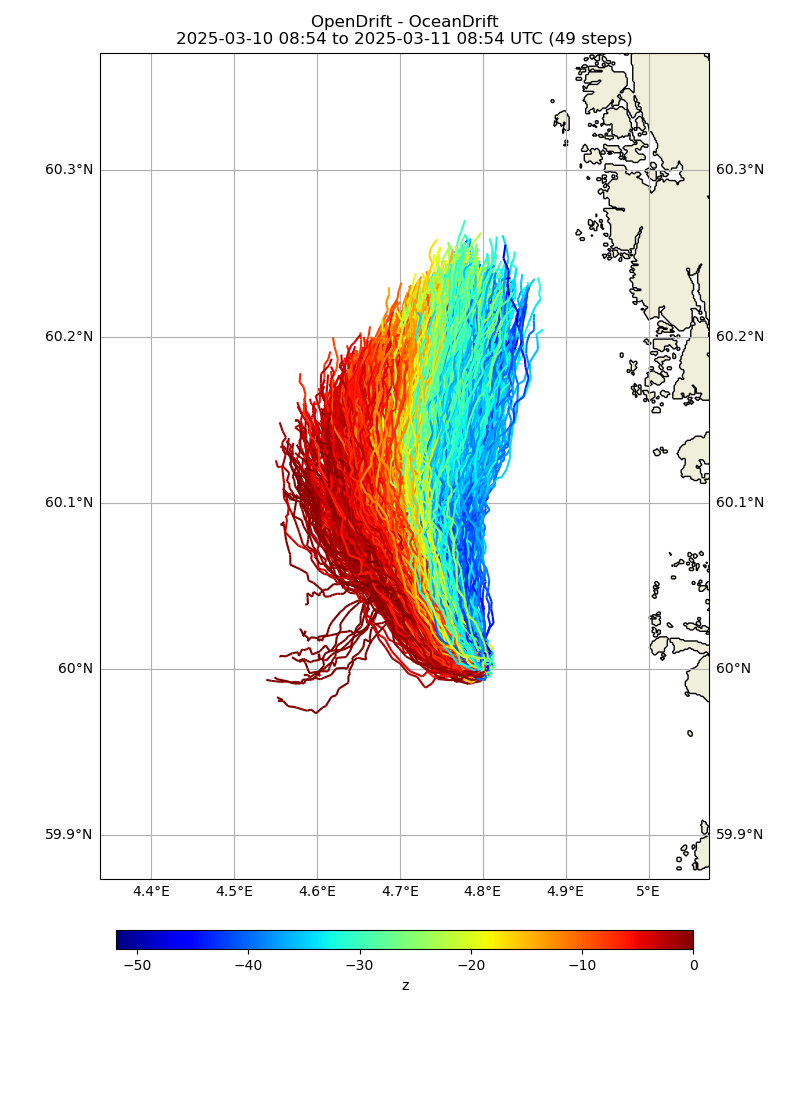 OpenDrift - OceanDrift
2025-03-10 08:54 to 2025-03-11 08:54 UTC (49 steps)
60.3°N 60.3°N
60.2°N 60.2°N
60.1°N 60.1°N
60°N 60°N
59.9°N 59.9°N
4.4°E 4.5°E 4.6°E 4.7°E 4.8°E 4.9°E 5°E
−50 −40 −30 −20 −10 0
z